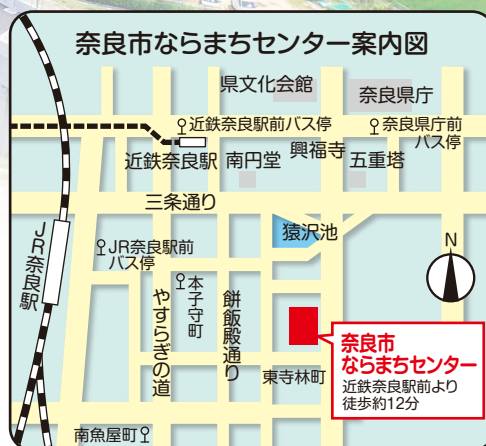 奈良市ならまちセンター案内図
県文化会館
奈良県庁
近鉄奈良駅前バス停
奈良県庁前
バス停
近鉄奈良駅
南円堂
興福寺
五重塔
三条通り
猿沢池
JR奈良駅
JR奈良駅前
バス停
N
本子守町
やすらぎの道
餅飯殿通り
奈良市
ならまちセンター
近鉄奈良駅前より
徒歩約12分
東寺林町
南魚屋町